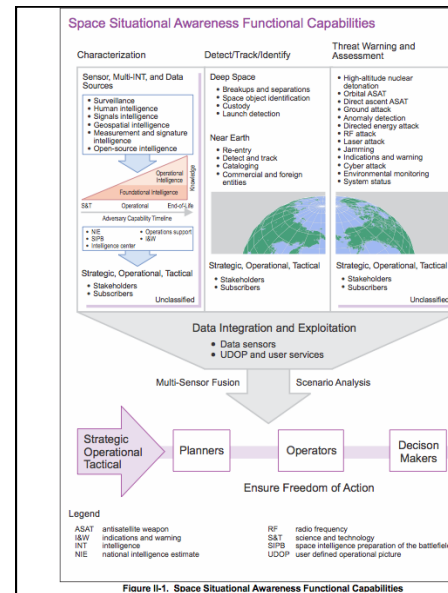 Space Situational Awareness Functional Capabilities
Characterization
Sensor, Multi-INT, and Data
Sources
• Surveillance
• Human intelligence
• Signals intelligence
• Geospatial intelligence
• Measurement and signature
intelligence
• Open-source intelligence
Operational
Intelligence
Foundational Intelligence
Knowledge
S&T
Operational
End-of-Life
Adversary Capability Timeline
• NIE
• SIPB
• Intelligence center
• Operations support
• I&W
Strategic, Operational, Tactical
• Stakeholders
• Subscribers
Unclassified
Detect/Track/Identify
Deep Space
• Breakups and separations
• Space object identification
• Custody
• Launch detection
Near Earth
• Re-entry
• Detect and track
• Cataloging
• Commercial and foreign
entities
Strategic, Operational, Tactical
• Stakeholders
• Subscribers
Threat Warning and
Assessment
• High-altitude nuclear
detonation
• Orbital ASAT
• Direct ascent ASAT
• Ground attack
• Anomaly detection
• Directed energy attack
• RF attack
• Laser attack
• Jamming
• Indications and warning
• Cyber attack
• Environmental monitoring
• System status
Strategic, Operational, Tactical
• Stakeholders
• Subscribers
Unclassified
Data Integration and Exploitation
• Data sensors
• UDOP and user services
Multi-Sensor Fusion
Scenario Analysis
Strategic
Operational
Tactical
Planners
Operators
Decison
Makers
Ensure Freedom of Action
Legend
ASAT antisatellite weapon
I&W indications and warning
INT intelligence
NIE national intelligence estimate
RF radio frequency
S&T science and technology
SIPB space intelligence preparation of the battlefield
UDOP user defined operational picture
Figure II-1. Space Situational Awareness Functional Capabilities